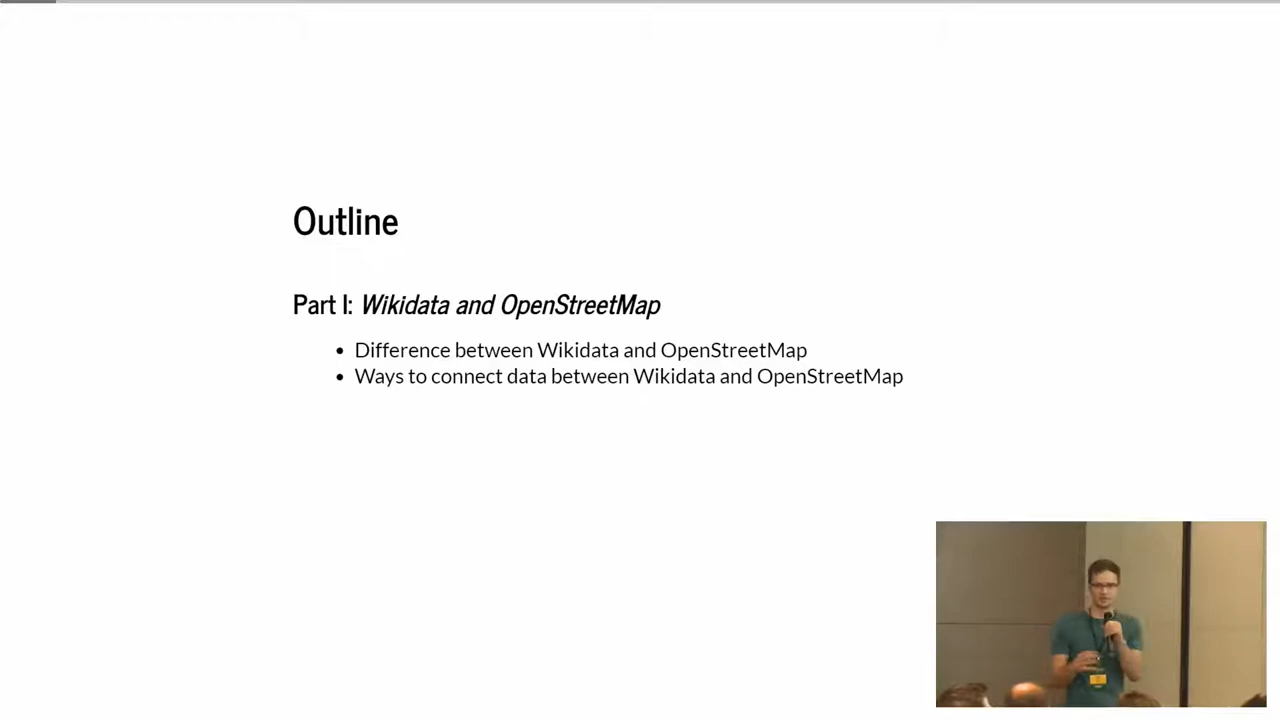 Outline
Part I: Wikidata and OpenStreetMap
• Difference between Wikidata and OpenStreetMap
• Ways to connect data between Wikidata and OpenStreetMap